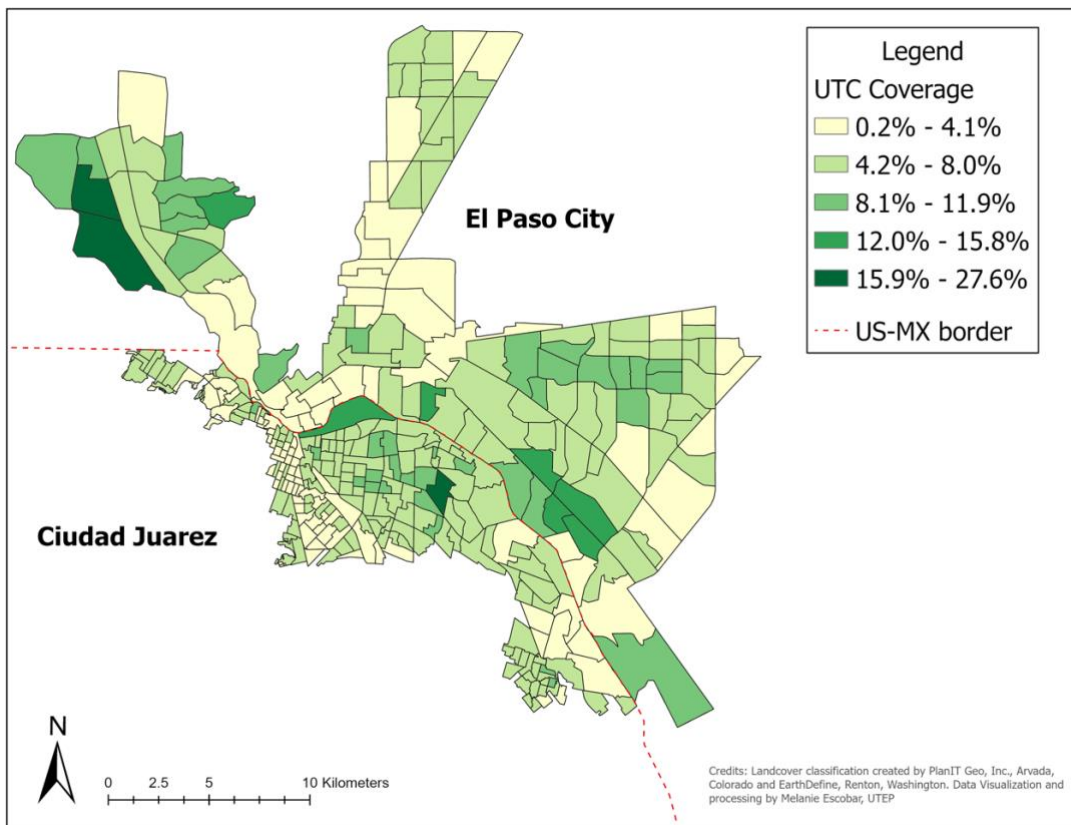 Legend
UTC Coverage
0.2% - 4.1%
4.2% - 8.0%
8.1% - 11.9%
12.0% - 15.8%
15.9% - 27.6%
US-MX border
El Paso City
Ciudad Juarez
N
0 2.5 5 10 Kilometers
Credits: Landcover classification created by PlanIT Geo, Inc., Arvada,
Colorado and EarthDefine, Renton, Washington. Data Visualization and
processing by Melanie Escobar, UTEP